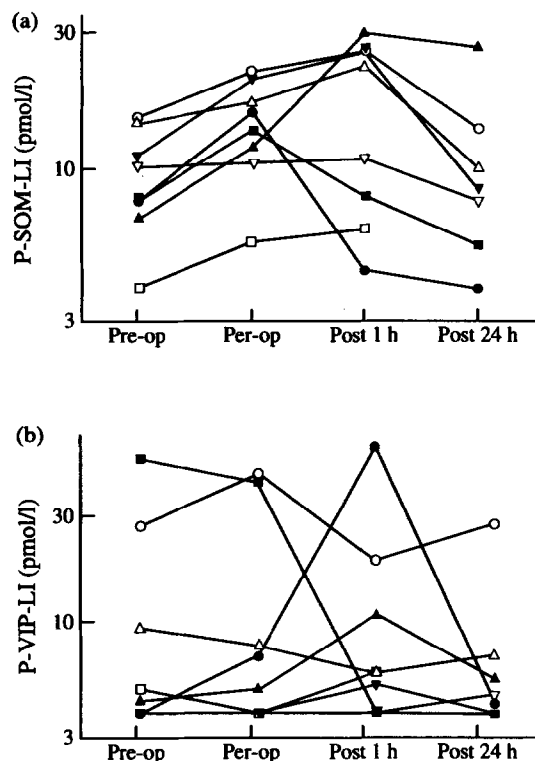 (a)
30
10
3
P-SOM-LI (pmol/l)
Pre-op Per-op Post 1 h Post 24 h
(b)
30
10
3
P-VIP-LI (pmol/l)
Pre-op Per-op Post 1 h Post 24 h